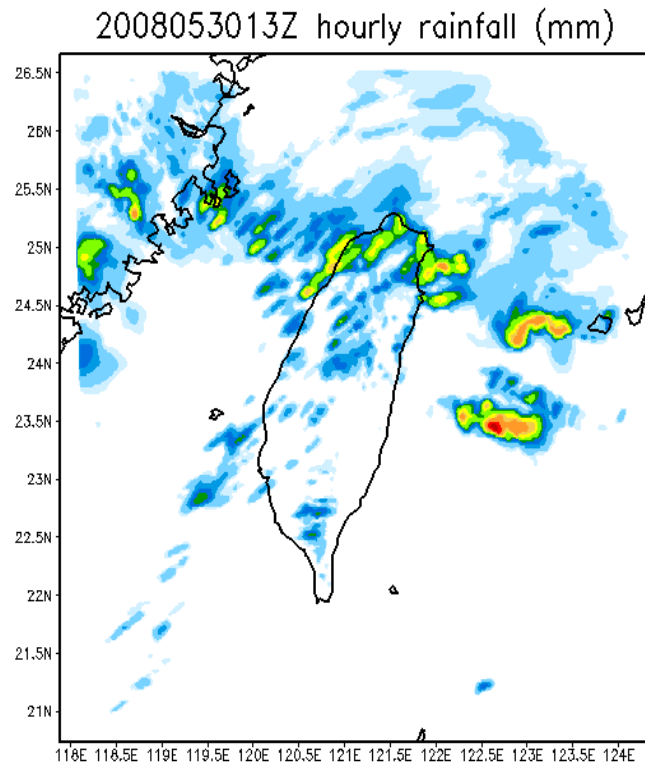 2008053013Z hourly rainfall (mm)
26.5N
26N
25.5N
25N
24.5N
24N
23.5N
23N
22.5N
22N
21.5N
21N
118E 118.5E 119E 119.5E 120E 120.5E 121E 121.5E 122E 122.5E 123E 123.5E 124E